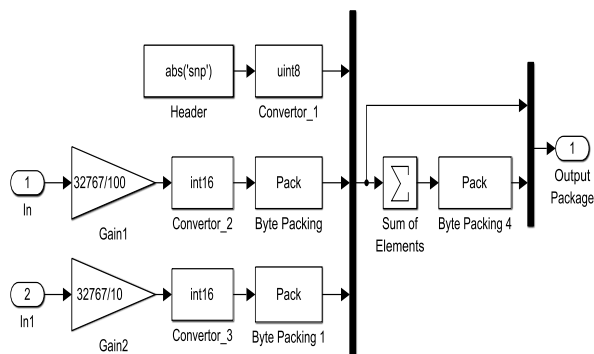 abs('snp')
uint8
Header
Convertor_1
1
In
32767/100
Gain1
int16
Convertor_2
Pack
Byte Packing
Sum of
Elements
Pack
Byte Packing 4
1
Output
Package
2
In1
32767/10
Gain2
int16
Convertor_3
Pack
Byte Packing 1